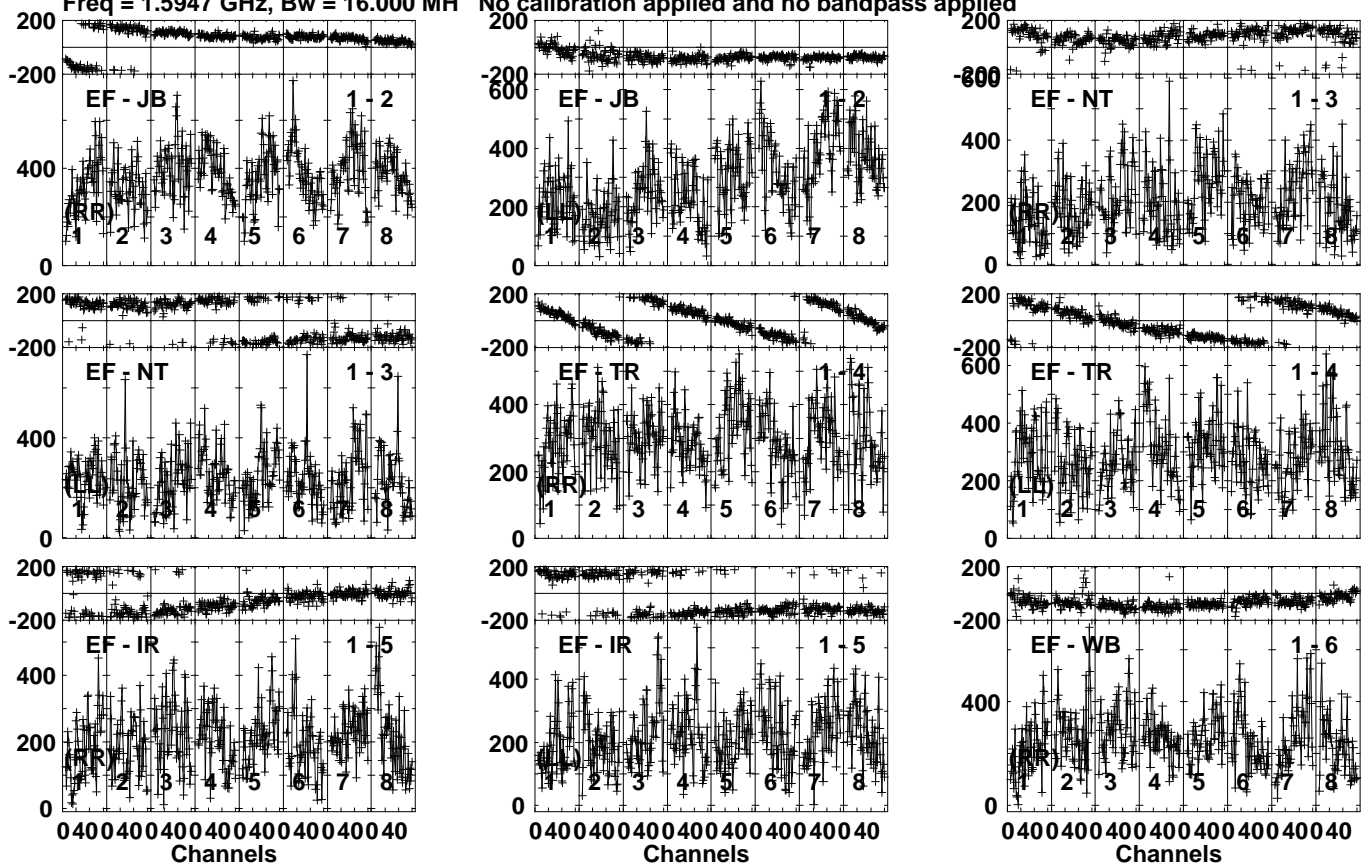 Freq = 1.5947 GHz, Bw = 16.000 MH No calibration applied and no bandpass applied
200 200 200
-200 -200 -200
600 600
EF - JB 1 - 2 EF - JB 1 - 2 EF - NT 1 - 3
400 400 400
200 200
(RR) (LL) (RR)
1 2 3 4 5 6 7 8 1 2 3 4 5 6 7 8 1 2 3 4 5 6 7 8
0 0 0
200 200 200
-200 -200 -200
600
EF - NT 1 - 3 EF - TR 1 - 4 EF - TR 1 - 4
400 400 400
200 200
(LL) (RR) (LL)
1 2 3 4 5 6 7 8 1 2 3 4 5 6 7 8 1 2 3 4 5 6 7 8
0 0 0
200 200 200
-200 -200 -200
EF - IR 1 - 5 EF - IR 1 - 5 EF - WB 1 - 6
400 400 400
200 200
(RR) (LL) (RR)
1 2 3 4 5 6 7 8 1 2 3 4 5 6 7 8 1 2 3 4 5 6 7 8
0 0 0
0 40 0 40 0 40 0 40 0 40 0 40 0 40 0 40 0 40 0 40 0 40 0 40 0 40 0 40 0 40 0 40 0 40 0 40 0 40 0 40 0 40 0 40 0 40 0 40
Channels Channels Channels